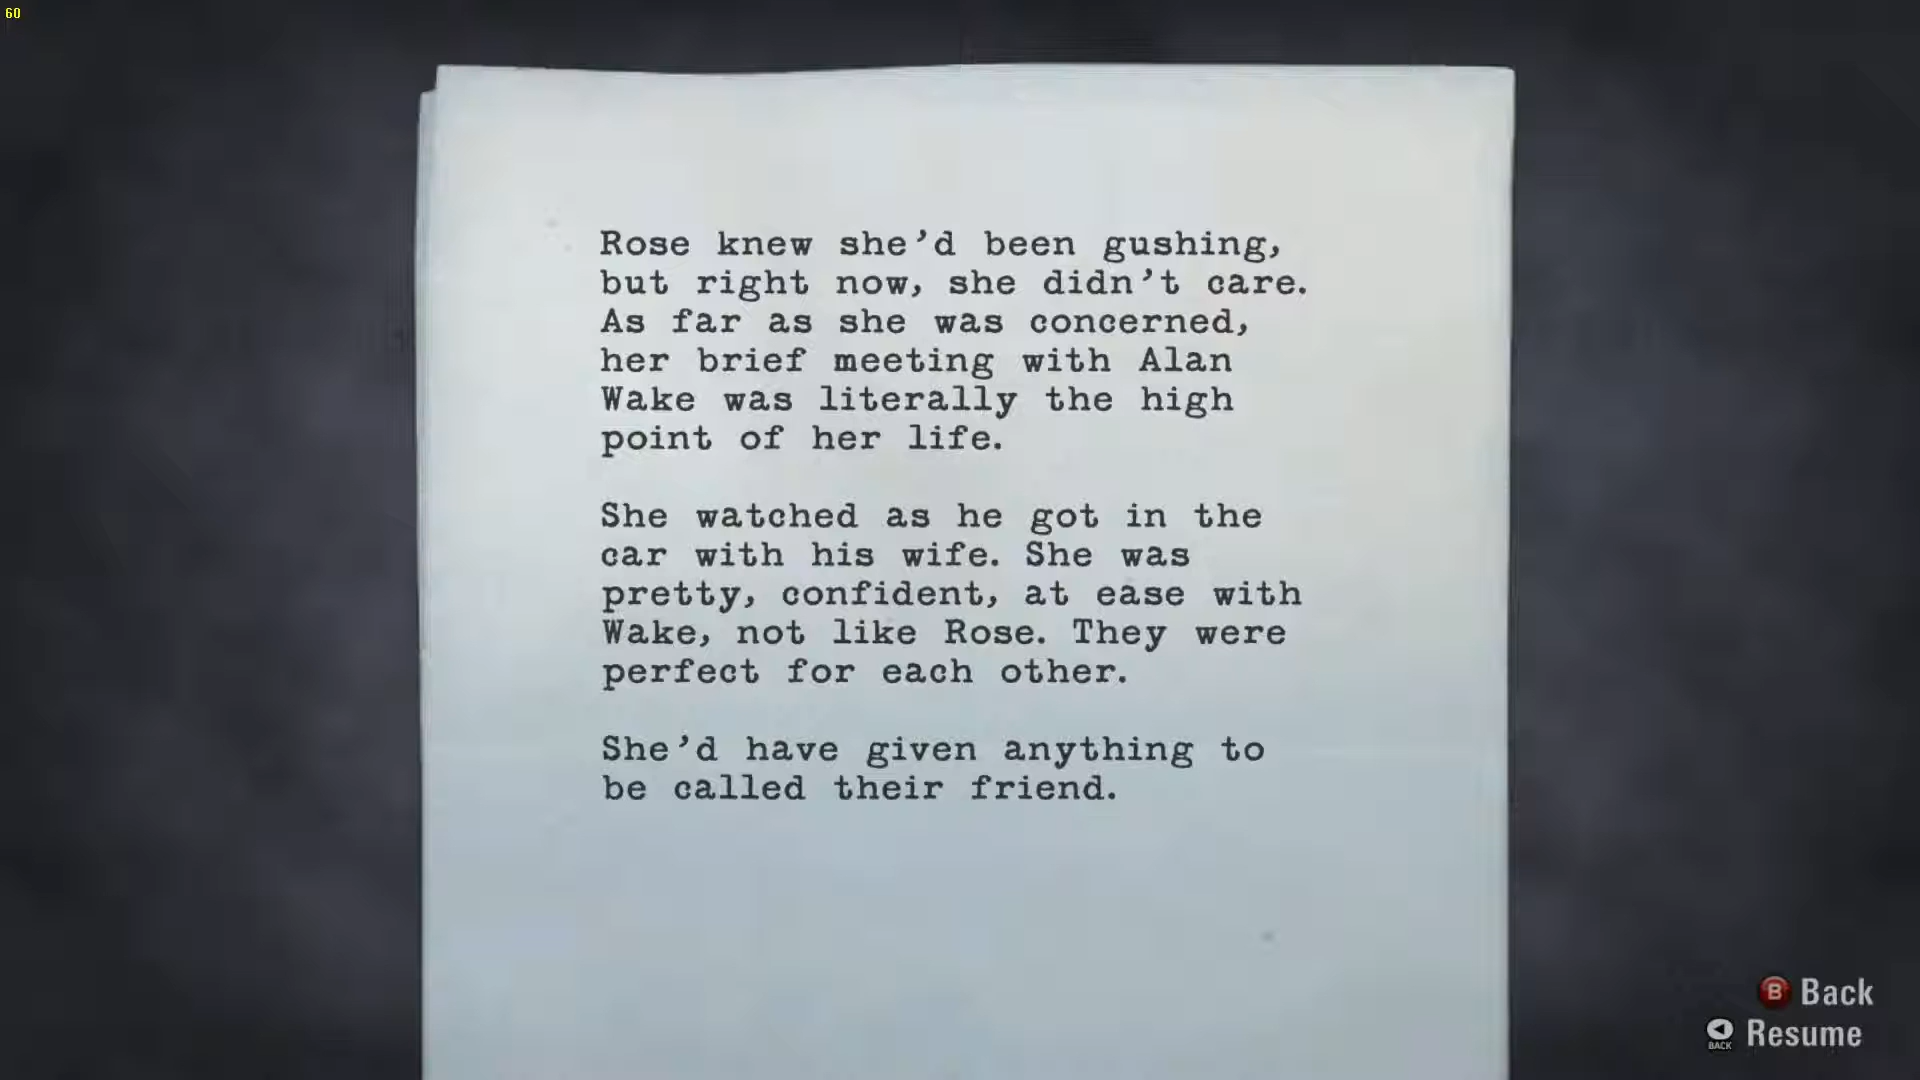 60
Rose knew she’d been gushing,
but right now, she didn’t care.
As far as she was concerned,
her brief meeting with Alan
Wake was literally the high
point of her life.
She watched as he got in the
car with his wife. She was
pretty, confident, at ease with
Wake, not like Rose. They were
perfect for each other.
She’d have given anything to
be called their friend.
B Back
BACK Resume